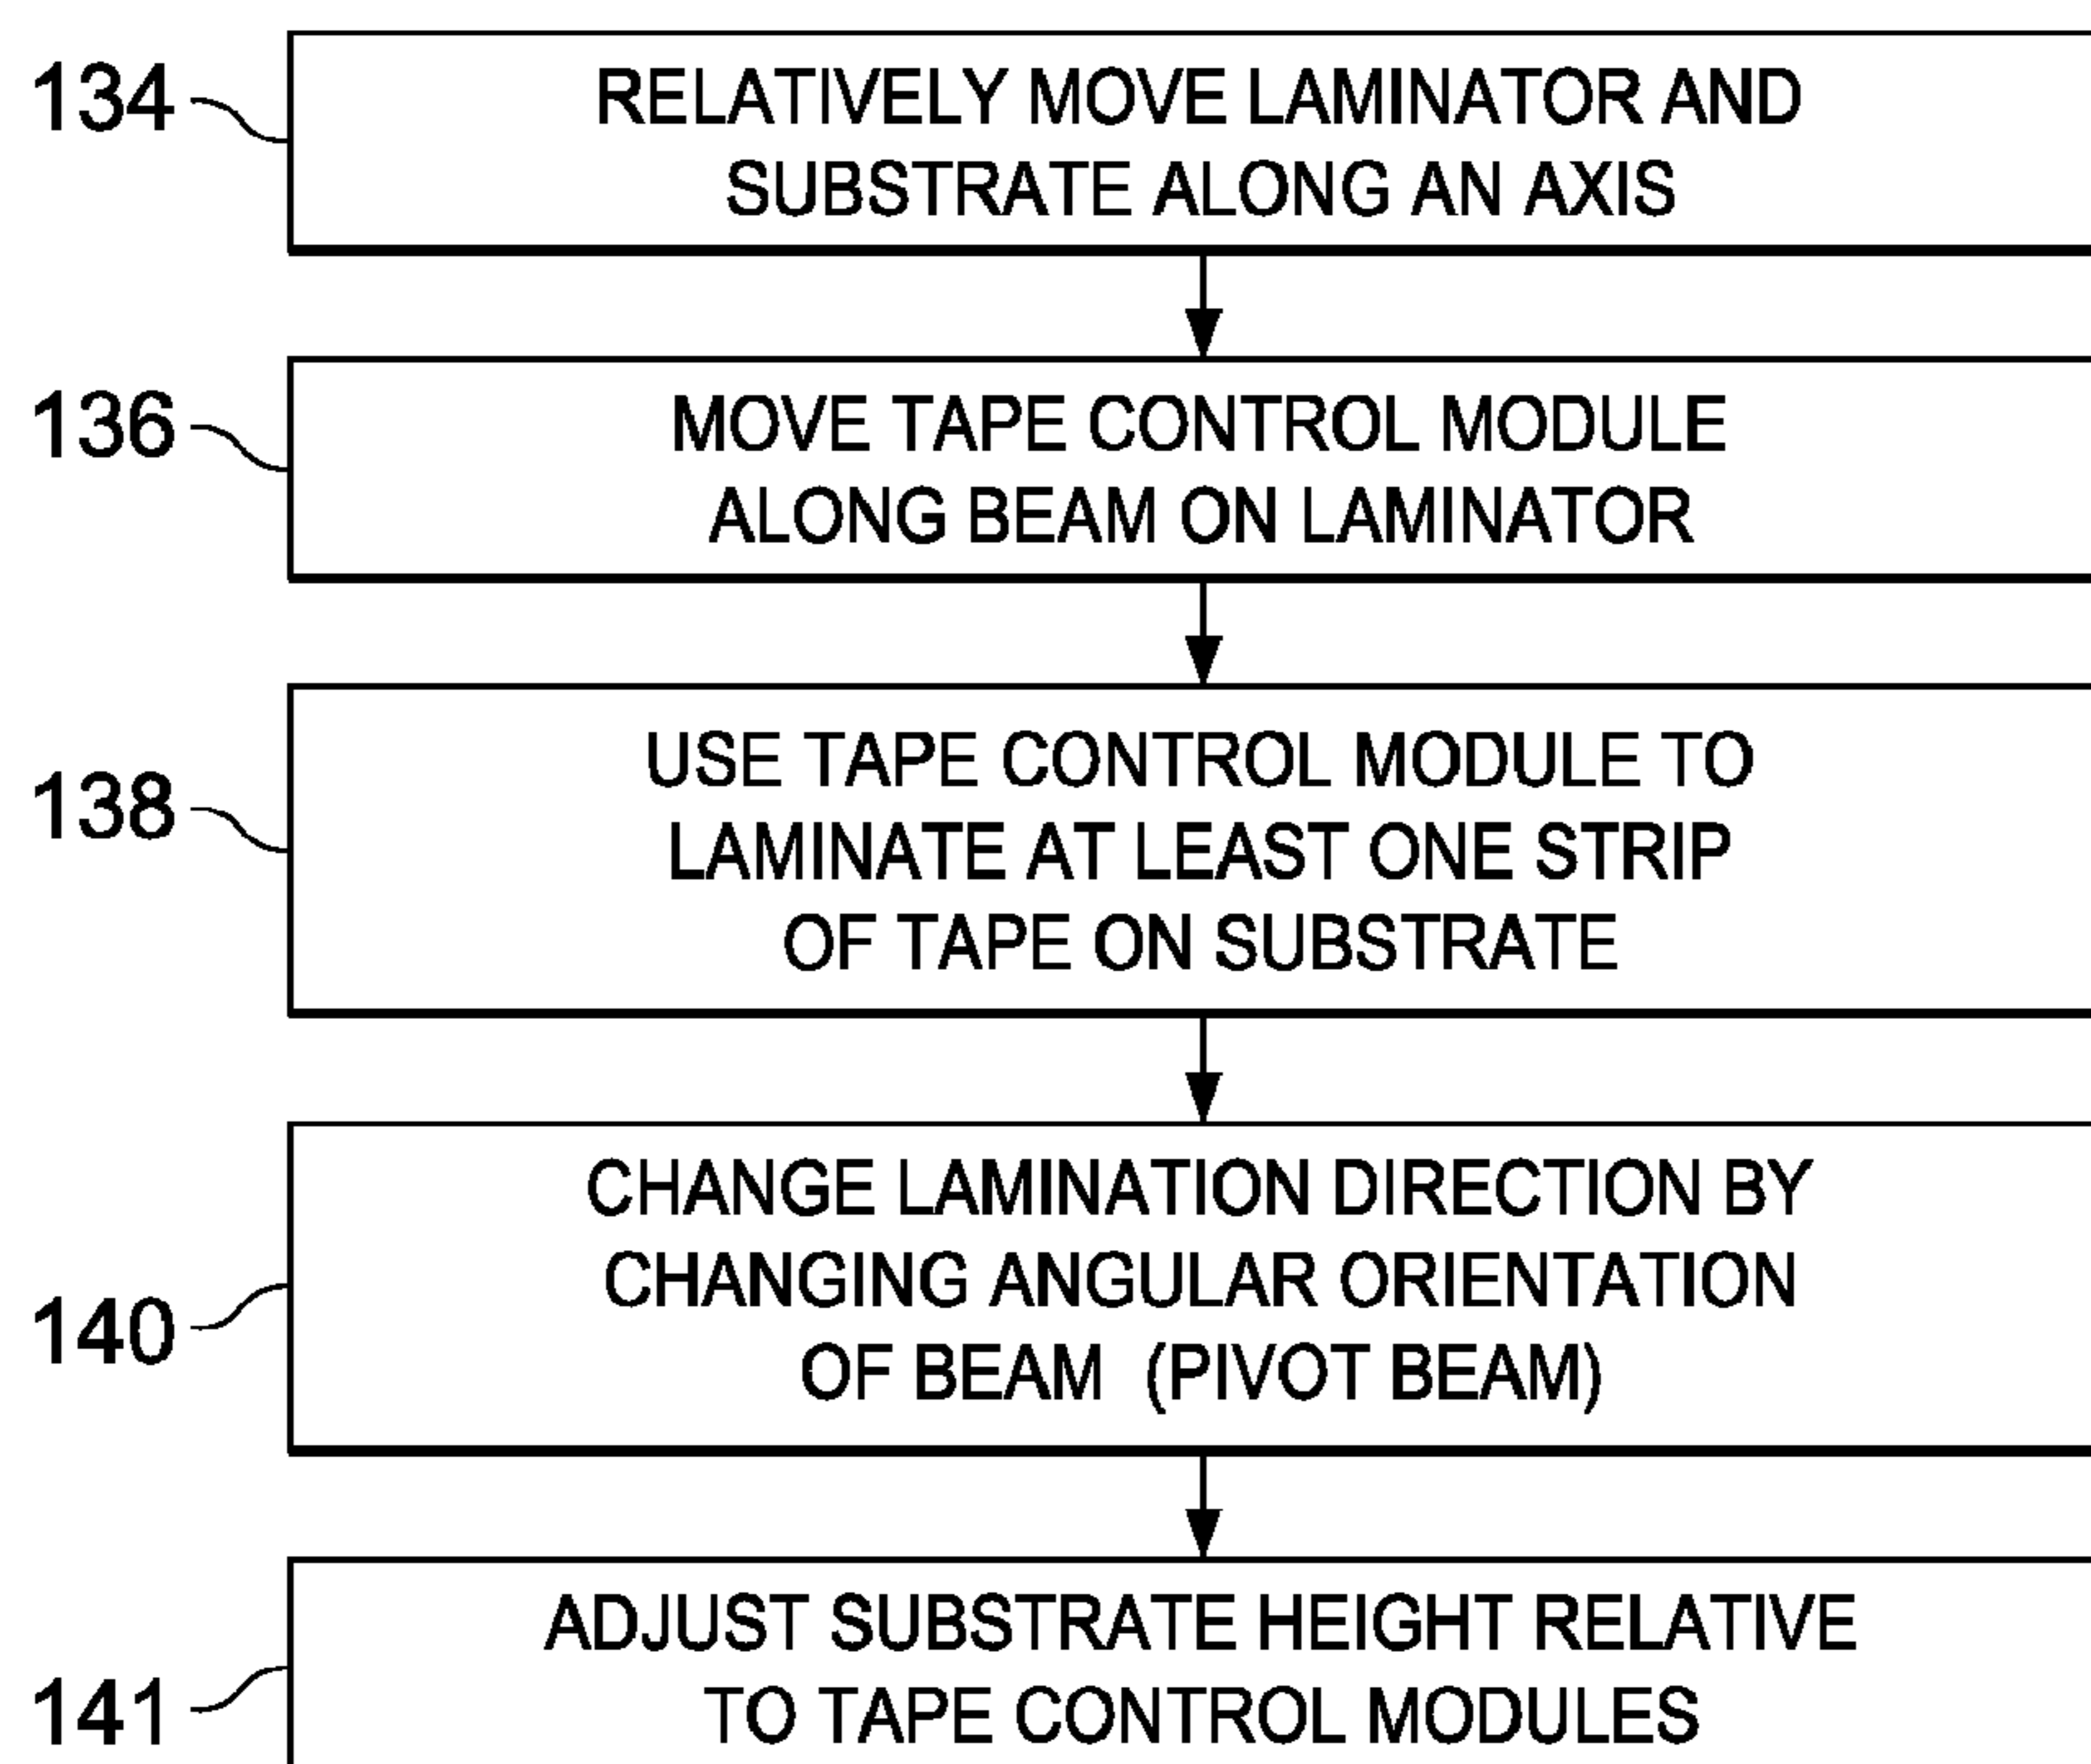 134
RELATIVELY MOVE LAMINATOR AND
SUBSTRATE ALONG AN AXIS
136
MOVE TAPE CONTROL MODULE
ALONG BEAM ON LAMINATOR
138
USE TAPE CONTROL MODULE TO
LAMINATE AT LEAST ONE STRIP
OF TAPE ON SUBSTRATE
140
CHANGE LAMINATION DIRECTION BY
CHANGING ANGULAR ORIENTATION
OF BEAM (PIVOT BEAM)
141
ADJUST SUBSTRATE HEIGHT RELATIVE
TO TAPE CONTROL MODULES